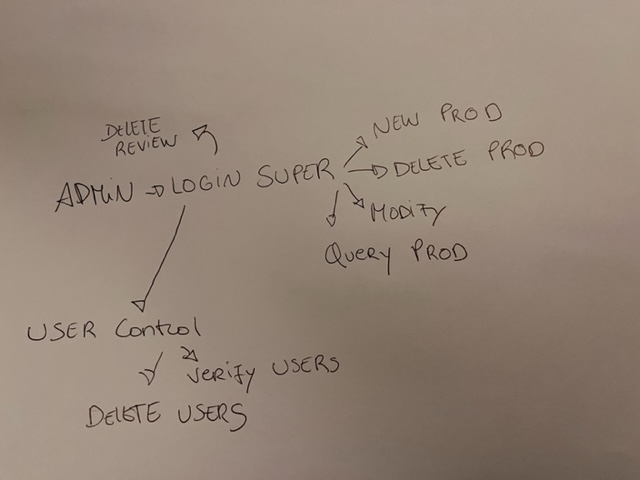 DELETE
REVIEW
NEW PROD
DELETE PROD
ADMIN → LOGIN SUPER
MODIFY
QUERY PROD
USER CONTROL
VERIFY USERS
DELETE USERS